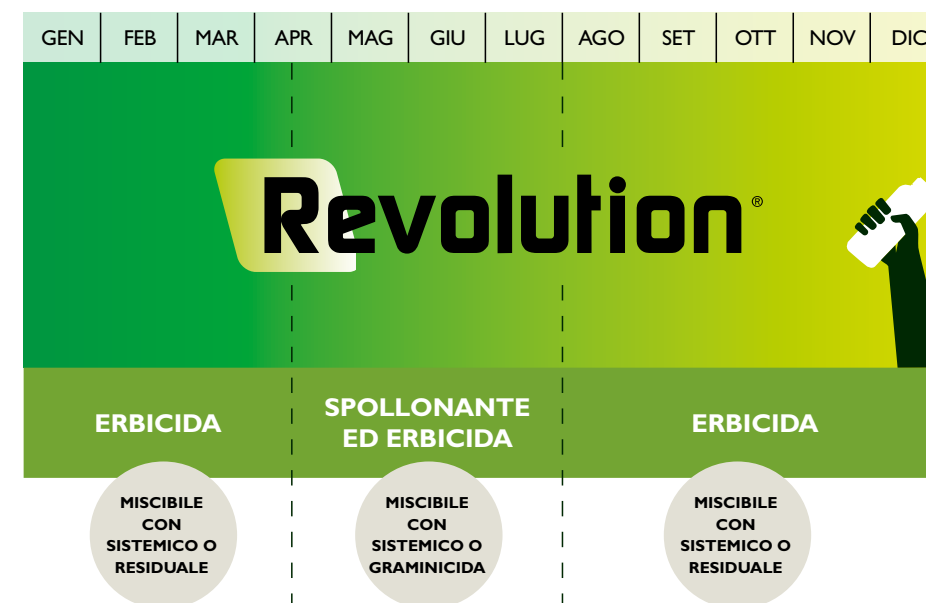 GEN FEB MAR APR MAG GIU LUG AGO SET OTT NOV DIC
Revolution®
ERBICIDA
SPOLLONANTE
ED ERBICIDA
ERBICIDA
MISCIBILE
CON
SISTEMICO O
RESIDUALE
MISCIBILE
CON
SISTEMICO O
GRAMINICIDA
MISCIBILE
CON
SISTEMICO O
RESIDUALE